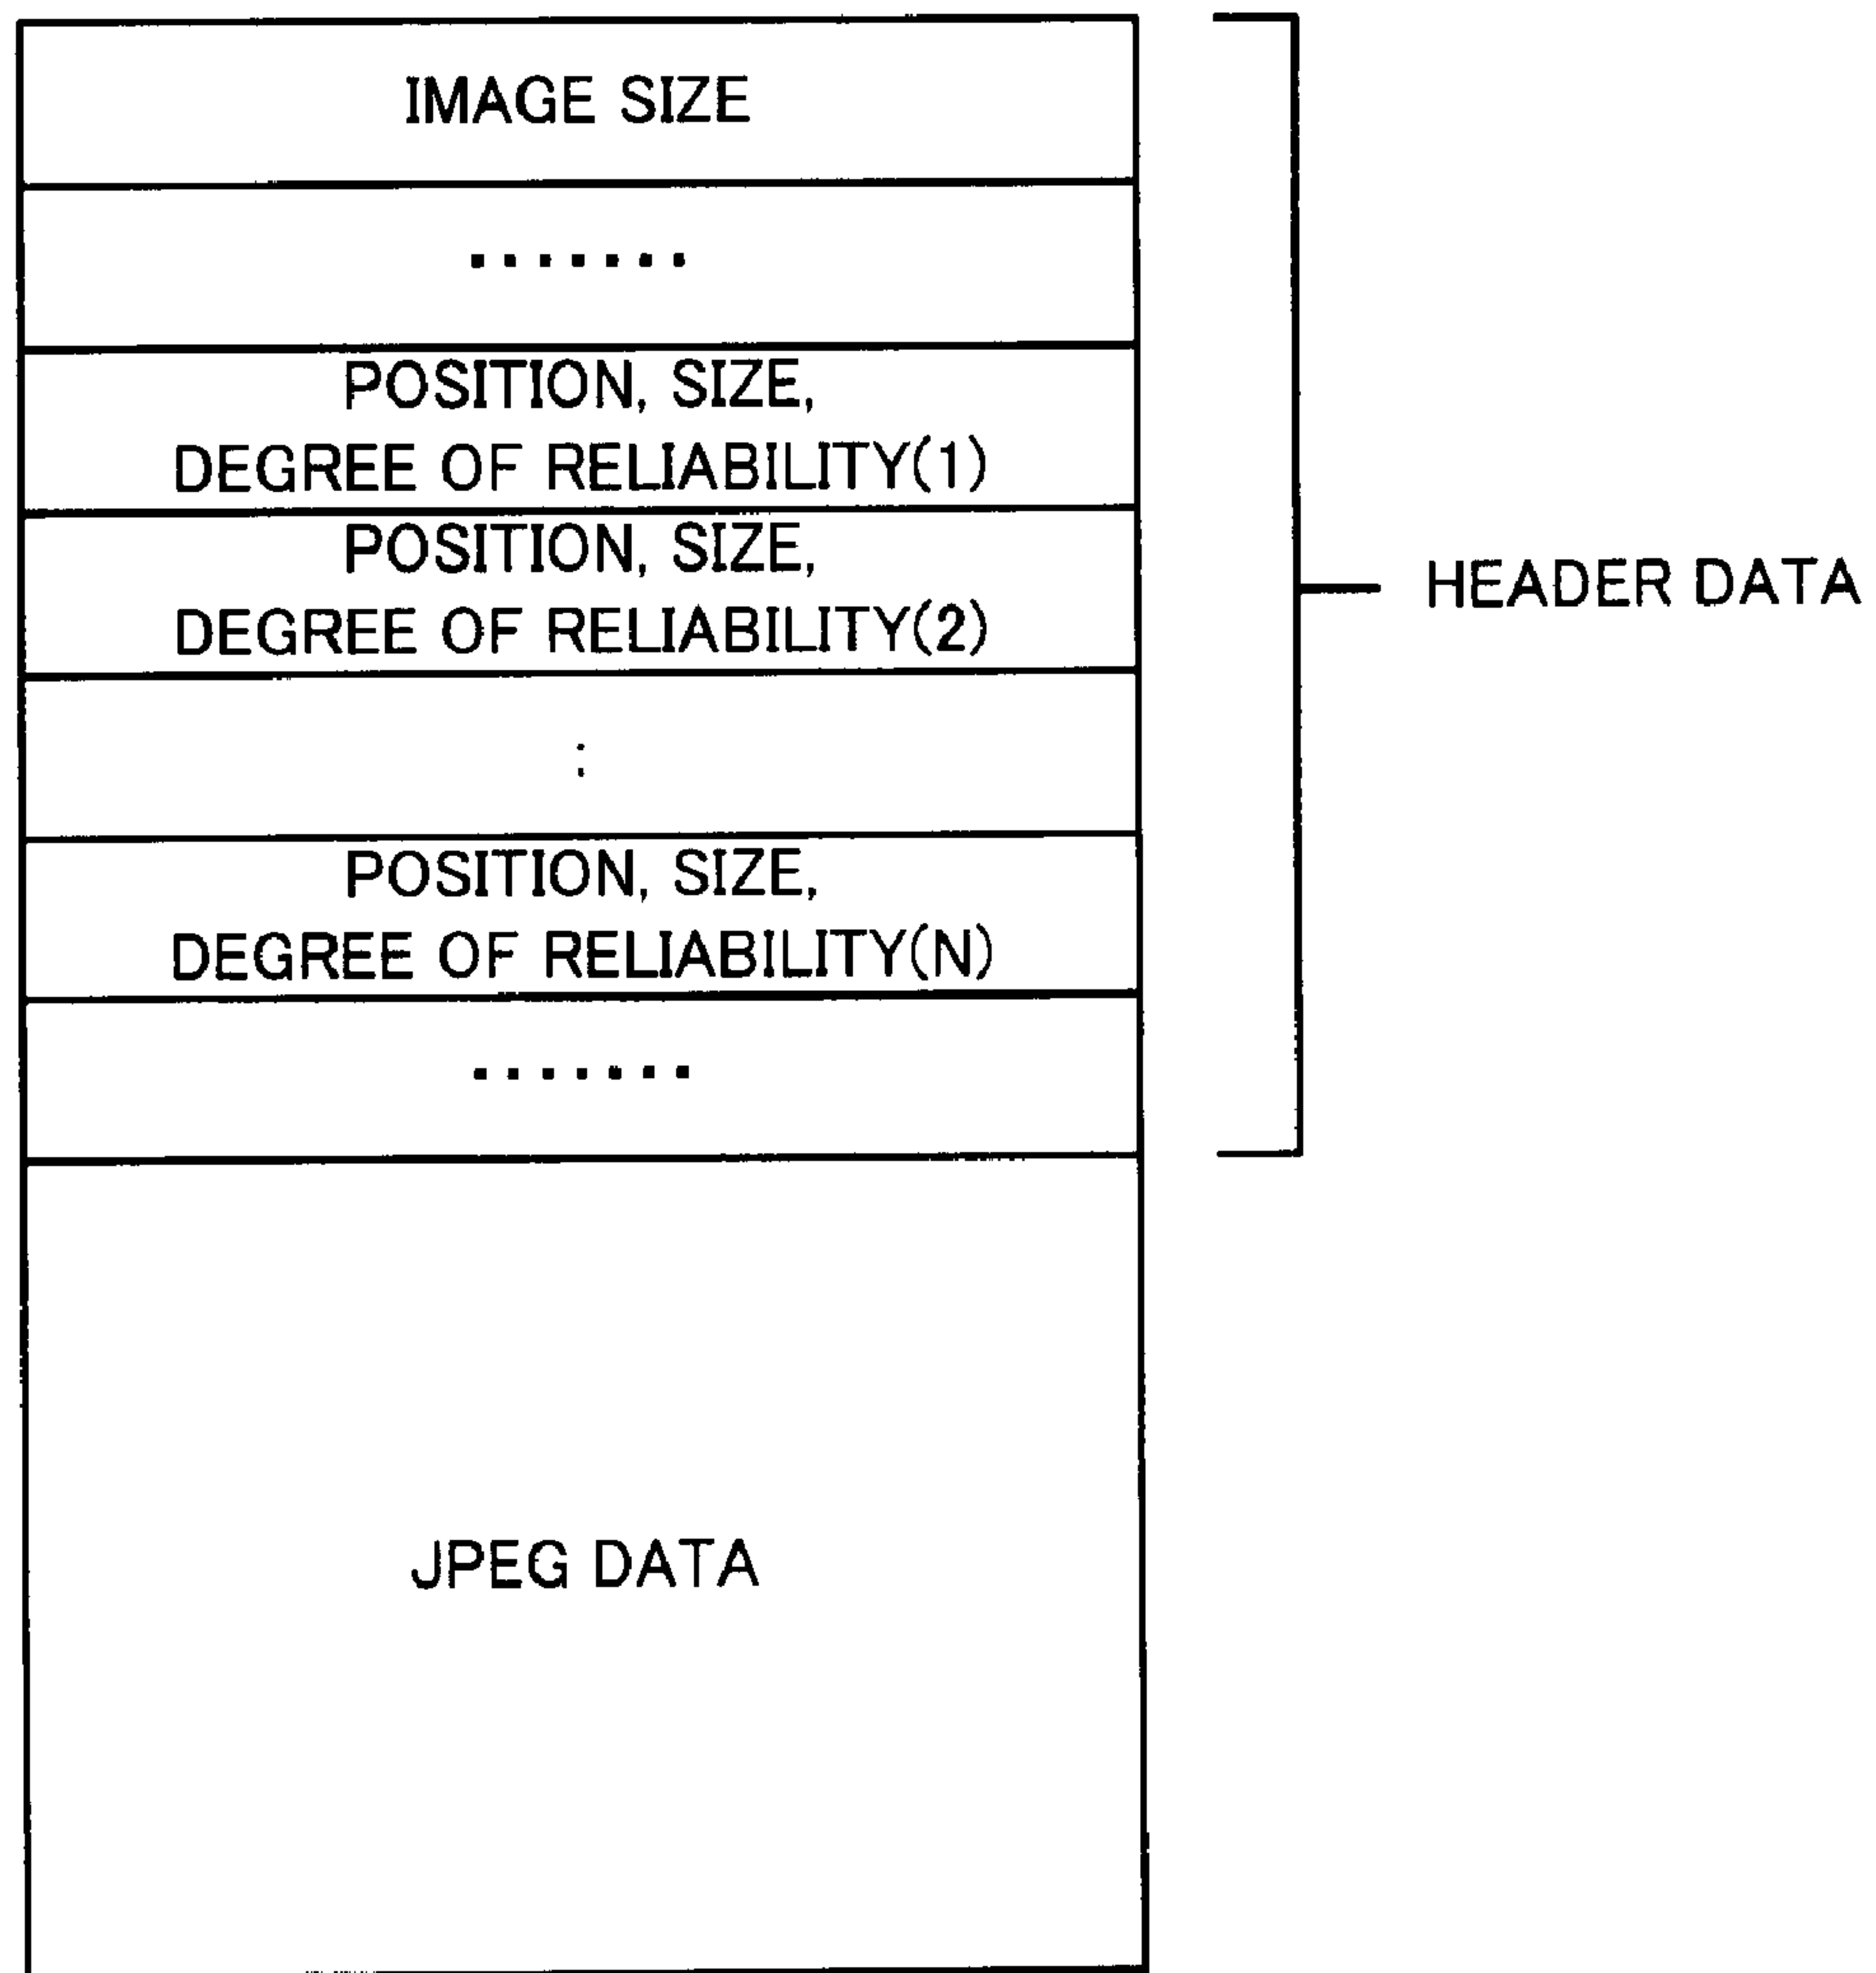 IMAGE SIZE
.......
POSITION, SIZE,
DEGREE OF RELIABILITY(1)
POSITION, SIZE,
DEGREE OF RELIABILITY(2)
:
POSITION, SIZE,
DEGREE OF RELIABILITY(N)
.......
HEADER DATA
JPEG DATA